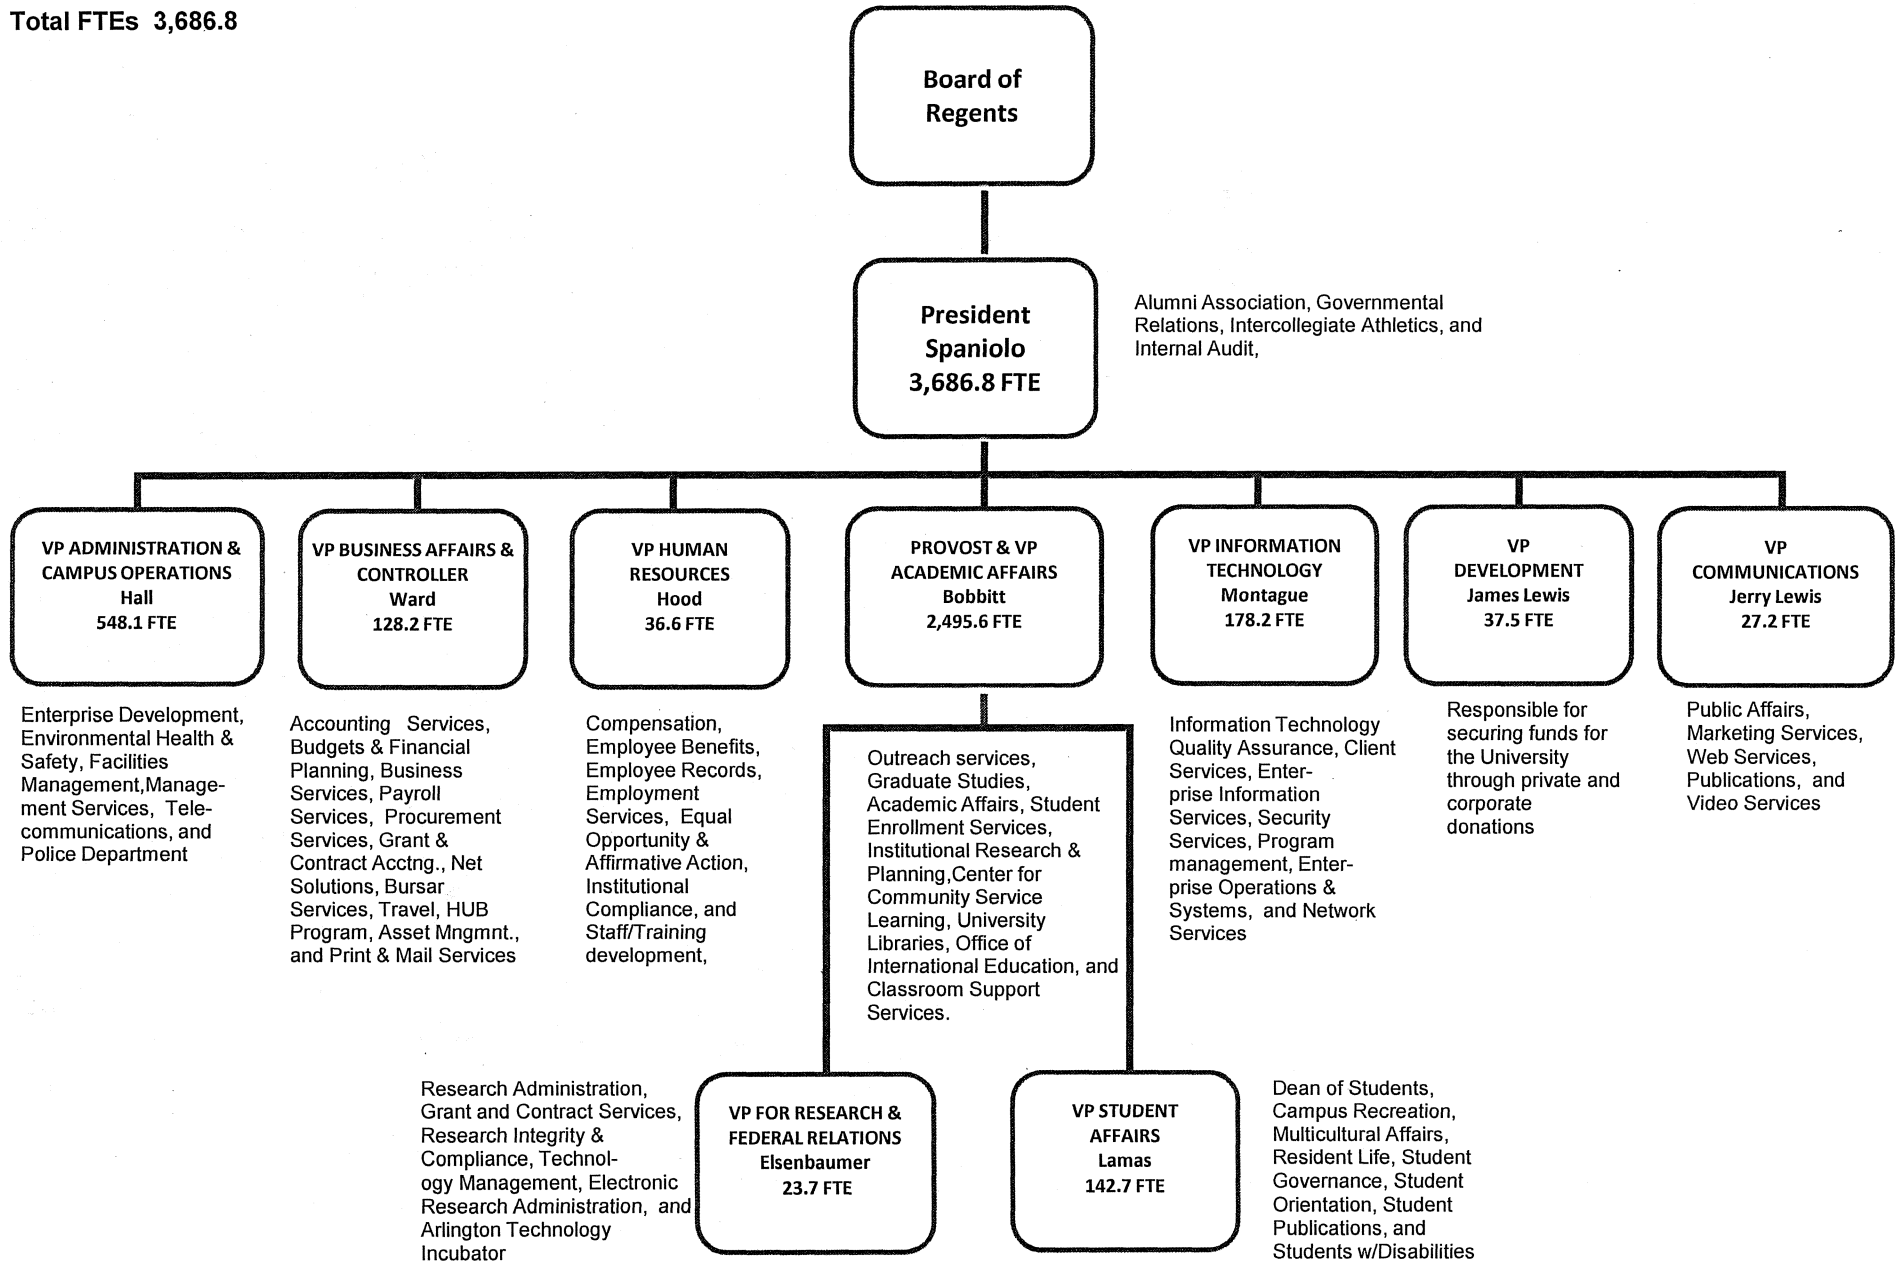 Total FTEs 3,686.8
Board of
Regents
President
Spaniolo
3,686.8 FTE
Alumni Association, Governmental
Relations, Intercollegiate Athletics, and
Internal Audit,
VP ADMINISTRATION &
CAMPUS OPERATIONS
Hall
548.1 FTE
VP BUSINESS AFFAIRS &
CONTROLLER
Ward
128.2 FTE
VP HUMAN
RESOURCES
Hood
36.6 FTE
PROVOST & VP
ACADEMIC AFFAIRS
Bobbitt
2,495.6 FTE
VP INFORMATION
TECHNOLOGY
Montague
178.2 FTE
VP
DEVELOPMENT
James Lewis
37.5 FTE
VP
COMMUNICATIONS
Jerry Lewis
27.2 FTE
Enterprise Development,
Environmental Health &
Safety, Facilities
Management,Manage-
ment Services, Tele-
communications, and
Police Department
Accounting Services,
Budgets & Financial
Planning, Business
Services, Payroll
Services, Procurement
Services, Grant &
Contract Acctng., Net
Solutions, Bursar
Services, Travel, HUB
Program, Asset Mngmnt.,
and Print & Mail Services
Compensation,
Employee Benefits,
Employee Records,
Employment
Services, Equal
Opportunity &
Affirmative Action,
Institutional
Compliance, and
Staff/Training
development,
Outreach services,
Graduate Studies,
Academic Affairs, Student
Enrollment Services,
Institutional Research &
Planning,Center for
Community Service
Learning, University
Libraries, Office of
International Education, and
Classroom Support
Services.
Information Technology
Quality Assurance, Client
Services, Enter-
prise Information
Services, Security
Services, Program
management, Enter-
prise Operations &
Systems, and Network
Services
Responsible for
securing funds for
the University
through private and
corporate
donations
Public Affairs,
Marketing Services,
Web Services,
Publications, and
Video Services
Research Administration,
Grant and Contract Services,
Research Integrity &
Compliance, Technol-
ogy Management, Electronic
Research Administration, and
Arlington Technology
Incubator
VP FOR RESEARCH &
FEDERAL RELATIONS
Elsenbaumer
23.7 FTE
VP STUDENT
AFFAIRS
Lamas
142.7 FTE
Dean of Students,
Campus Recreation,
Multicultural Affairs,
Resident Life, Student
Governance, Student
Orientation, Student
Publications, and
Students w/Disabilities